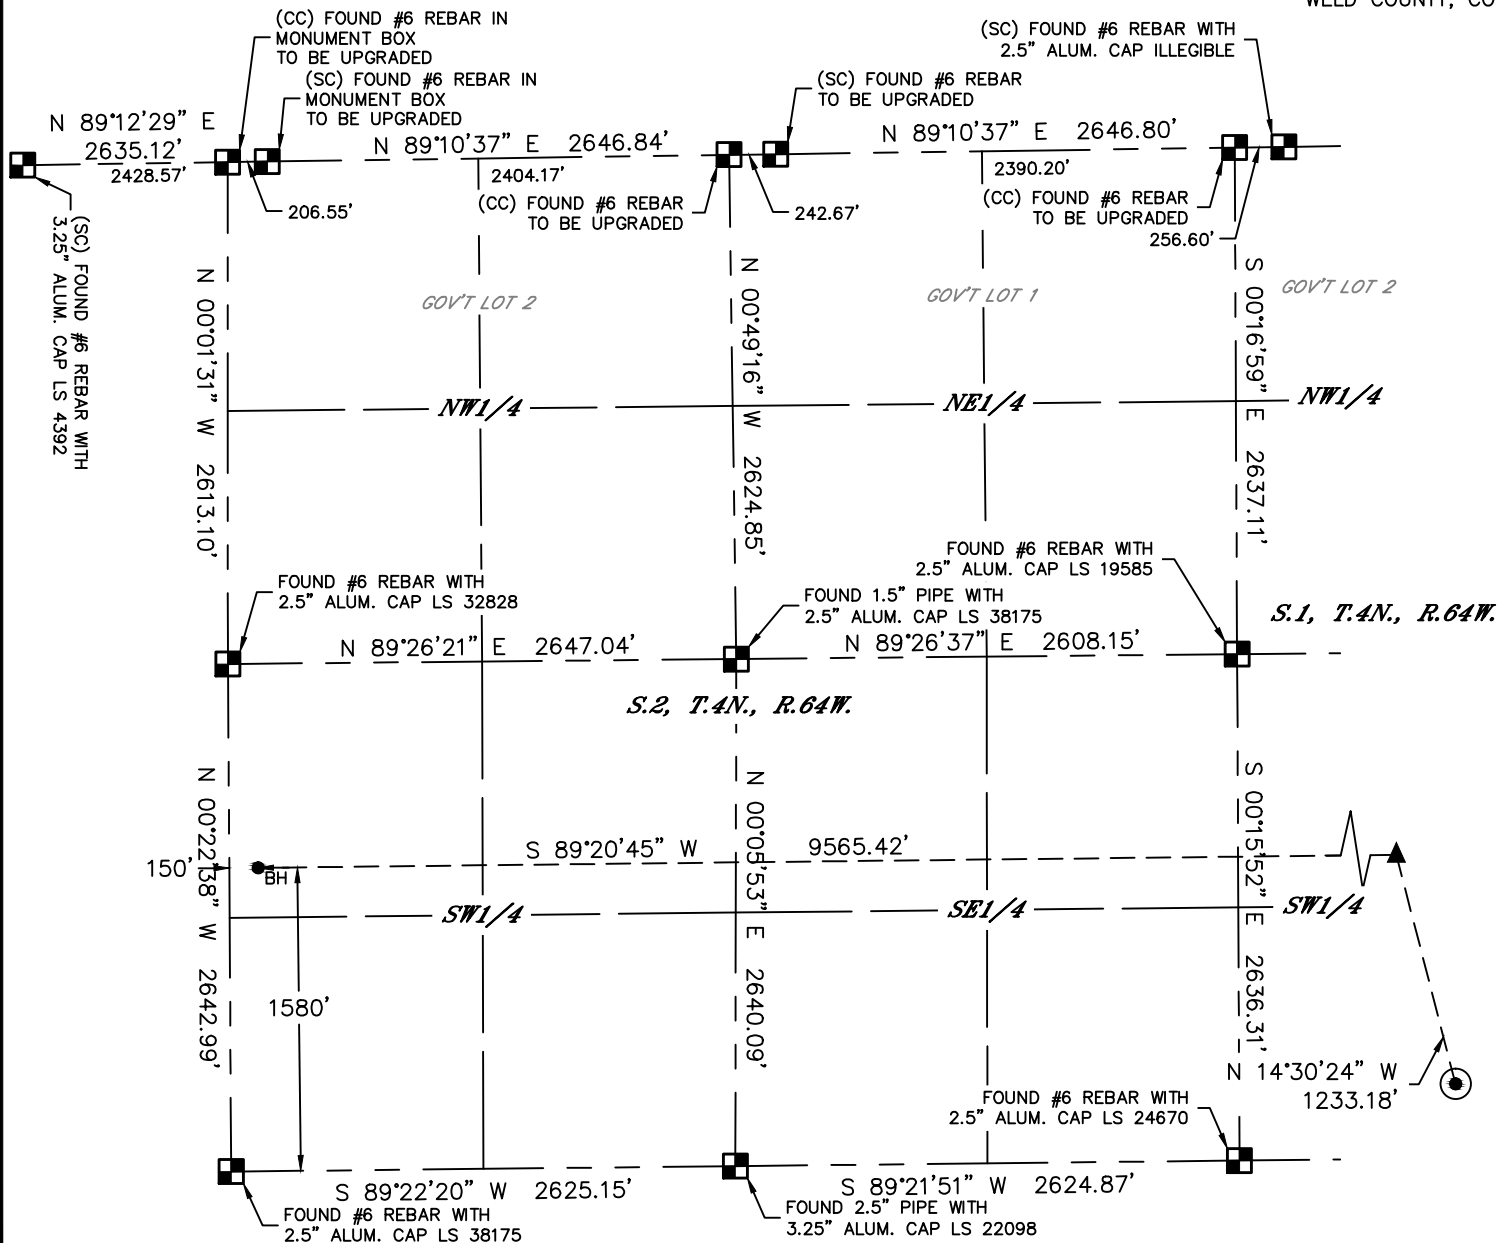 WELD COUNTY, CO
(CC) FOUND #6 REBAR IN
MONUMENT BOX
TO BE UPGRADED
(SC) FOUND #6 REBAR IN
MONUMENT BOX
TO BE UPGRADED
(SC) FOUND #6 REBAR
TO BE UPGRADED
(SC) FOUND #6 REBAR WITH
2.5" ALUM. CAP ILLEGIBLE
N 89°12'29" E
2635.12'
2428.57'
206.55'
N 89°10'37" E 2646.84'
2404.17'
(CC) FOUND #6 REBAR
TO BE UPGRADED
242.67'
N 89°10'37" E 2646.80'
2390.20'
(CC) FOUND #6 REBAR
TO BE UPGRADED
256.60'
(SC) FOUND #6 REBAR WITH
3.25" ALUM. CAP LS 4392
N 00°01'31" W 2613.10'
GOV'T LOT 2
N 00°49'16" W 2624.85'
GOV'T LOT 1
S 00°16'59" E 2637.11'
GOV'T LOT 2
NW1/4
NE1/4
NW1/4
FOUND #6 REBAR WITH
2.5" ALUM. CAP LS 32828
FOUND 1.5" PIPE WITH
2.5" ALUM. CAP LS 38175
FOUND #6 REBAR WITH
2.5" ALUM. CAP LS 19585
S.1, T.4N., R.64W.
N 89°26'21" E 2647.04'
N 89°26'37" E 2608.15'
S.2, T.4N., R.64W.
N 00°22'38" W 2642.99'
N 00°05'53" E 2640.09'
S 00°15'52" E 2636.31'
150'
BH
S 89°20'45" W 9565.42'
SW1/4
SE1/4
SW1/4
1580'
N 14°30'24" W
1233.18'
FOUND #6 REBAR WITH
2.5" ALUM. CAP LS 24670
S 89°22'20" W 2625.15'
S 89°21'51" W 2624.87'
FOUND #6 REBAR WITH
2.5" ALUM. CAP LS 38175
FOUND 2.5" PIPE WITH
3.25" ALUM. CAP LS 22098